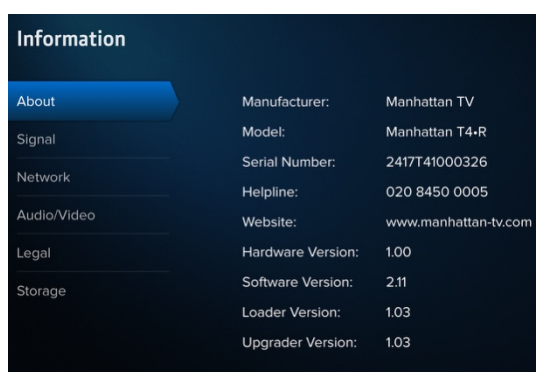 Information
About
Signal
Network
Audio/Video
Legal
Storage
Manufacturer: Manhattan TV
Model: Manhattan T4•R
Serial Number: 2417T41000326
Helpline: 020 8450 0005
Website: www.manhattan-tv.com
Hardware Version: 1.00
Software Version: 2.11
Loader Version: 1.03
Upgrader Version: 1.03